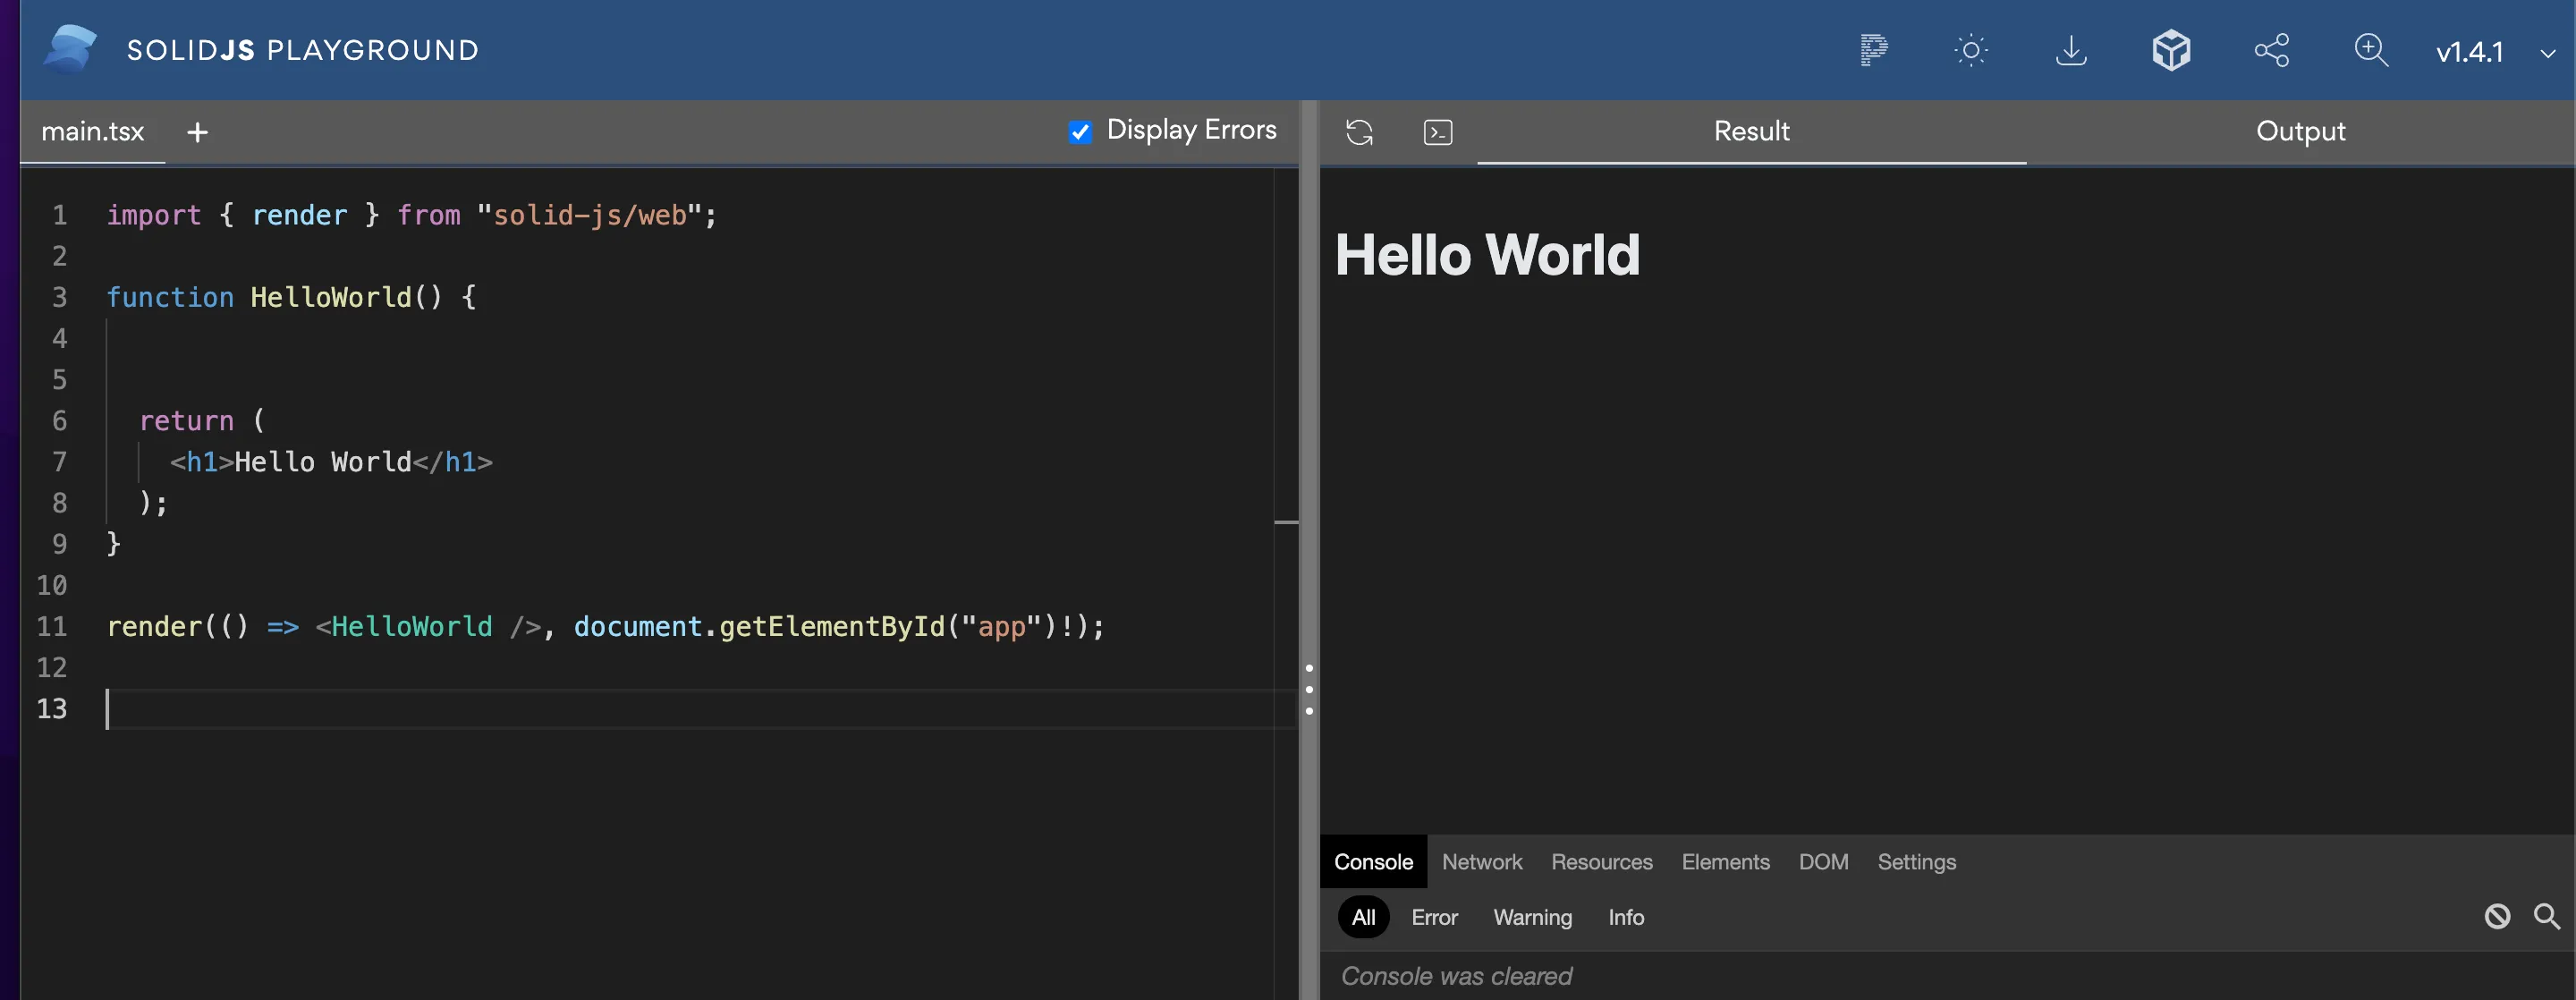 SOLIDJS PLAYGROUND
v1.4.1
main.tsx +
Display Errors
Result
Output
1 import { render } from "solid-js/web";
2
3 function HelloWorld() {
4
5
6 return (
7 <h1>Hello World</h1>
8 );
9 }
10
11 render(() => <HelloWorld />, document.getElementById("app")!);
12
13
Hello World
Console Network Resources Elements DOM Settings
All Error Warning Info
Console was cleared